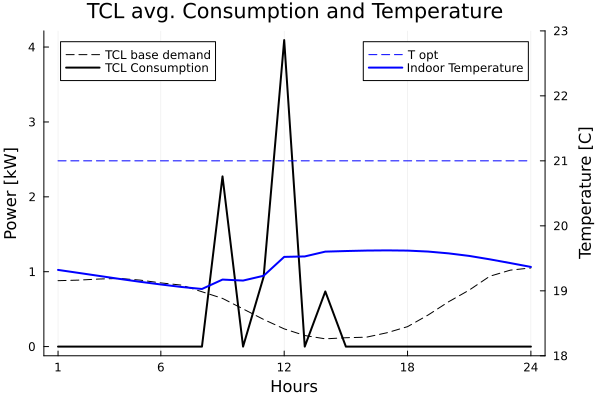 TCL avg. Consumption and Temperature
TCL base demand
TCL Consumption
T opt
Indoor Temperature
Power [kW]
4
3
2
1
0
Temperature [C]
23
22
21
20
19
18
1 6 12 18 24
Hours